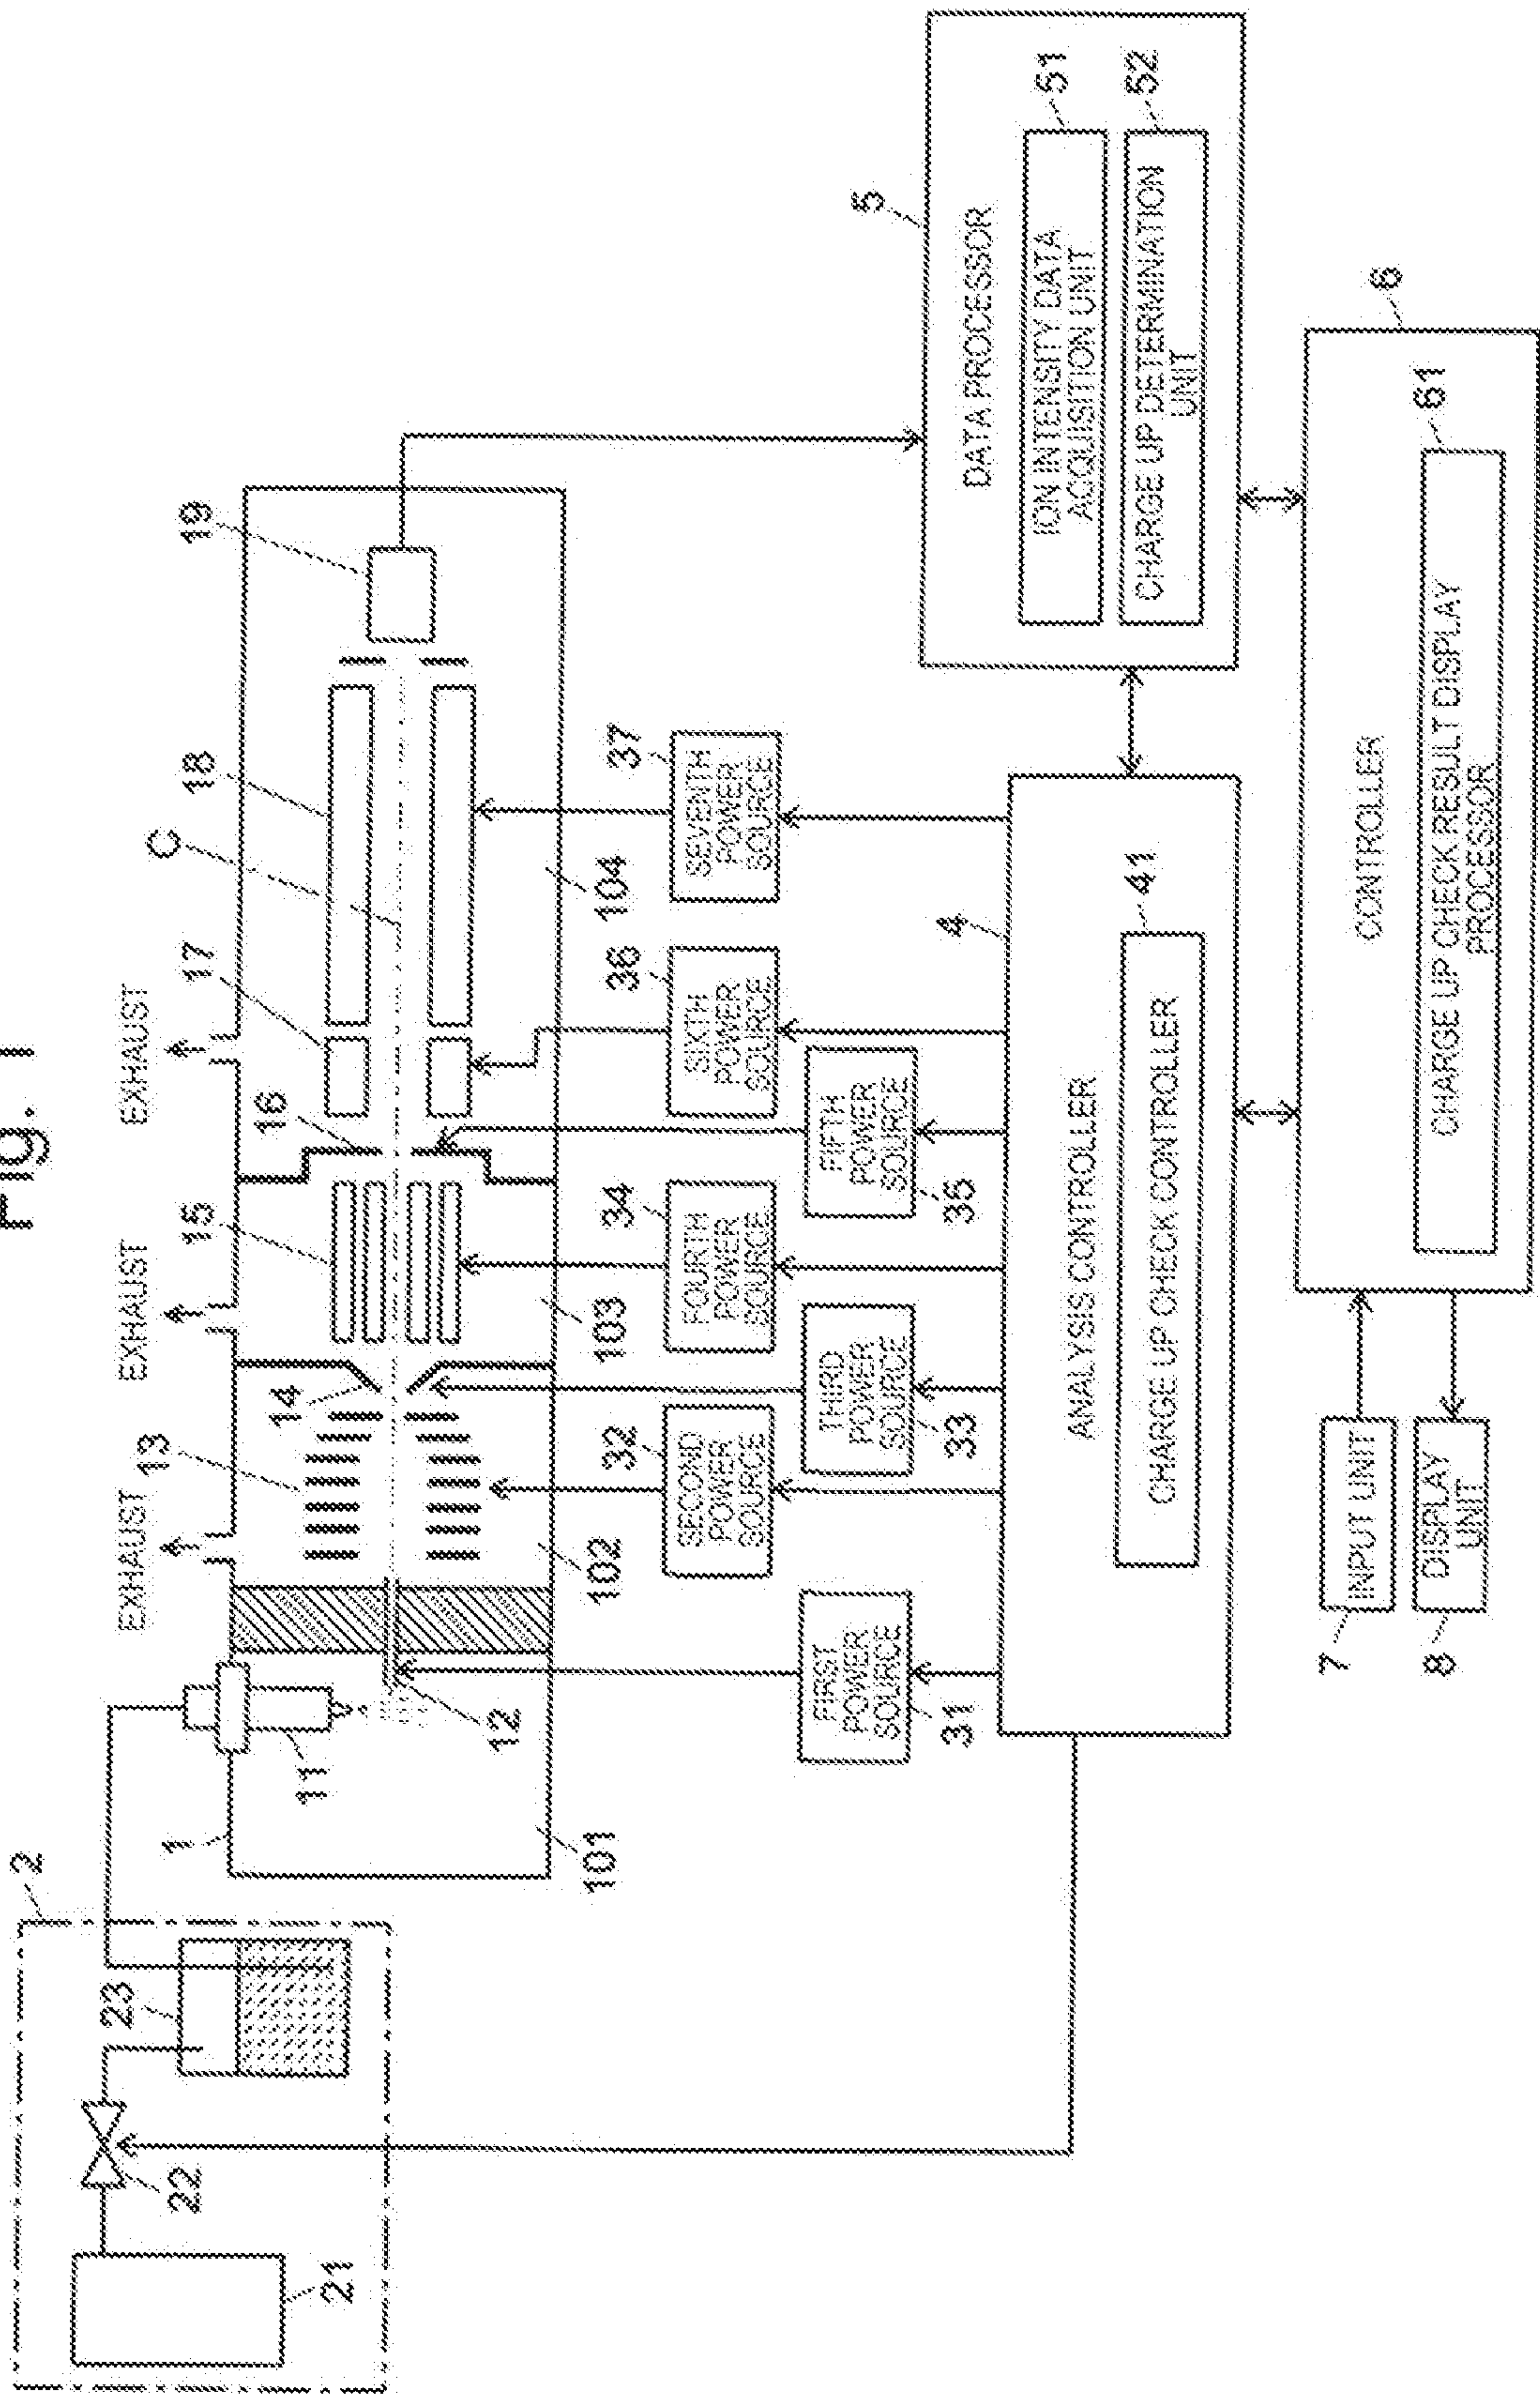 Fig. 1
2
EXHAUST
EXHAUST
EXHAUST
1
11
12
13
14
15
16
17
C
18
19
21
22
23
101
102
103
104
FIRST
POWER
SOURCE
31
SECOND
POWER
SOURCE
32
THIRD
POWER
SOURCE
33
FOURTH
POWER
SOURCE
34
FIFTH
POWER
SOURCE
35
SIXTH
POWER
SOURCE
36
SEVENTH
POWER
SOURCE
37
4
ANALYSIS CONTROLLER
41
CHARGE UP CHECK CONTROLLER
5
DATA PROCESSOR
51
ION INTENSITY DATA
ACQUISITION UNIT
52
CHARGE UP DETERMINATION
UNIT
6
CONTROLLER
61
CHARGE UP CHECK RESULT DISPLAY
PROCESSOR
7
INPUT UNIT
8
DISPLAY
UNIT